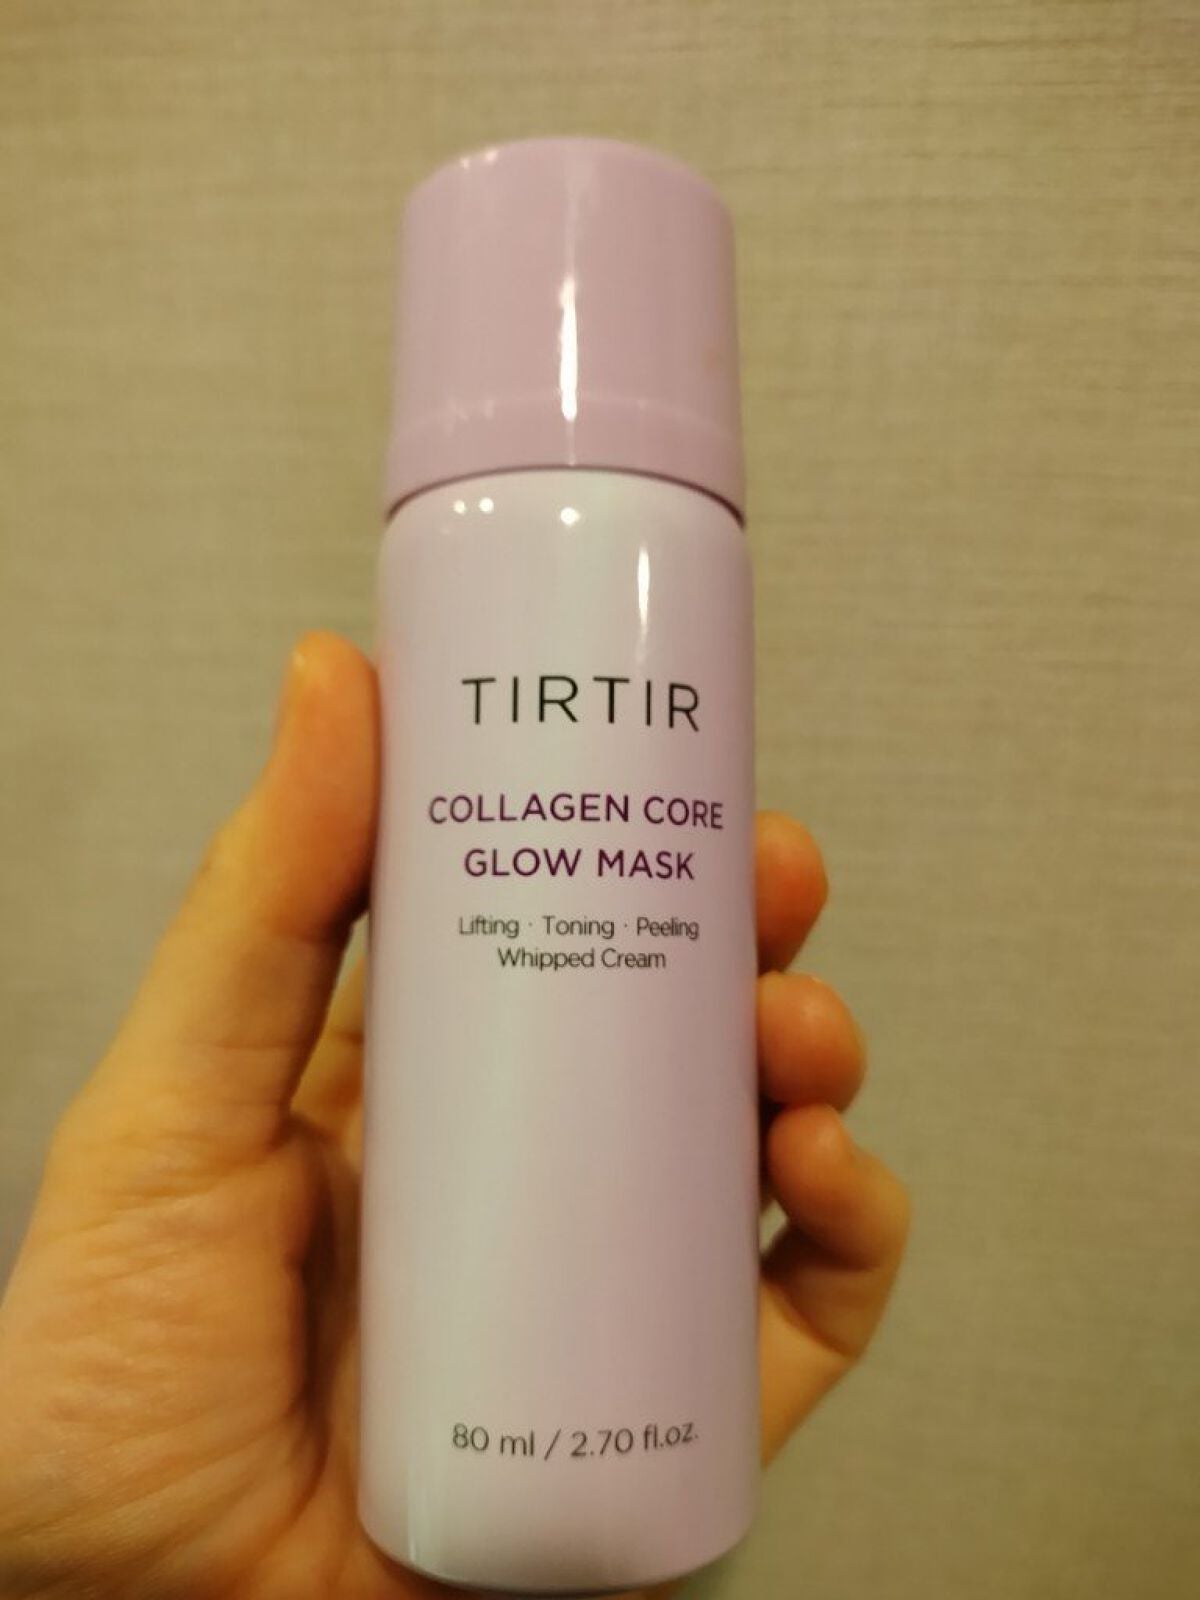 TIRTIR
COLLAGEN CORE
GLOW MASK
Lifting · Toning · Peeling
Whipped Cream
80 ml / 2.70 fl.oz.